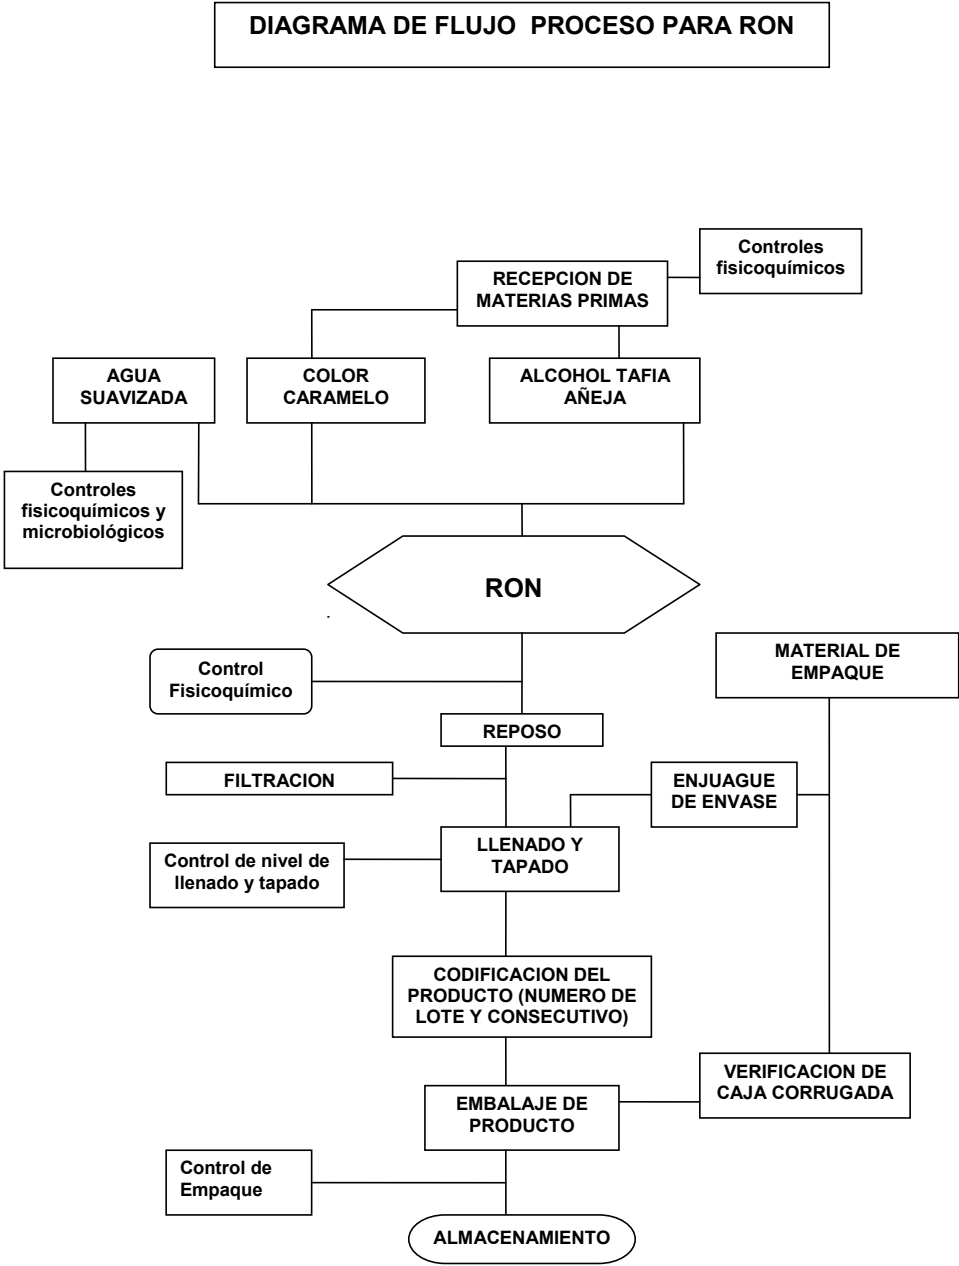 DIAGRAMA DE FLUJO PROCESO PARA RON
Controles
fisicoquímicos
RECEPCION DE
MATERIAS PRIMAS
AGUA
SUAVIZADA
COLOR
CARAMELO
ALCOHOL TAFIA
AÑEJA
Controles
fisicoquímicos y
microbiológicos
RON
MATERIAL DE
EMPAQUE
Control
Fisicoquímico
REPOSO
FILTRACION
ENJUAGUE
DE ENVASE
LLENADO Y
TAPADO
Control de nivel de
llenado y tapado
CODIFICACION DEL
PRODUCTO (NUMERO DE
LOTE Y CONSECUTIVO)
VERIFICACION DE
CAJA CORRUGADA
EMBALAJE DE
PRODUCTO
Control de
Empaque
ALMACENAMIENTO